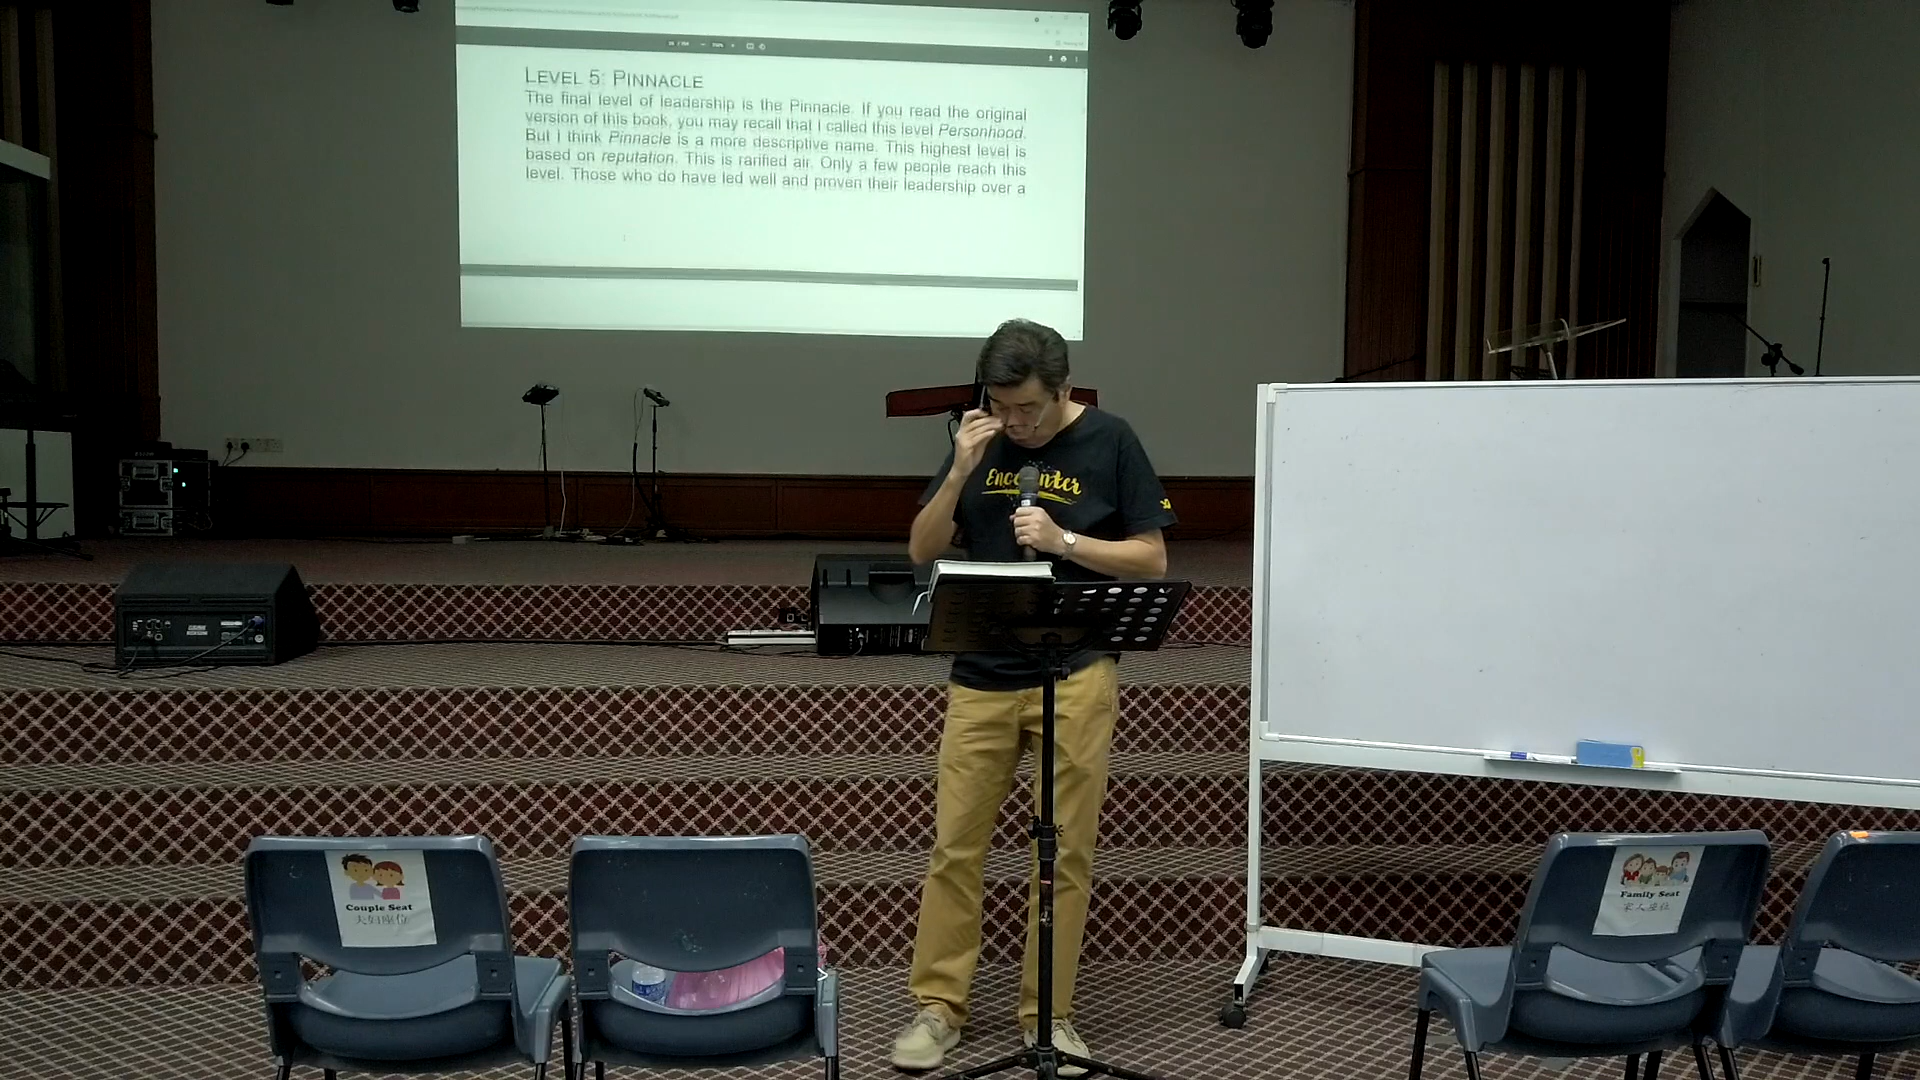 LEVEL 5: PINNACLE
The final level of leadership is the Pinnacle. If you read the original
version of this book, you may recall that I called this level Personhood.
But I think Pinnacle is a more descriptive name. This highest level is
based on reputation. This is rarified air. Only a few people reach this
level. Those who do have led well and proven their leadership over a
Encounter
Couple Seat
夫妇座位
Family Seat
家人座位